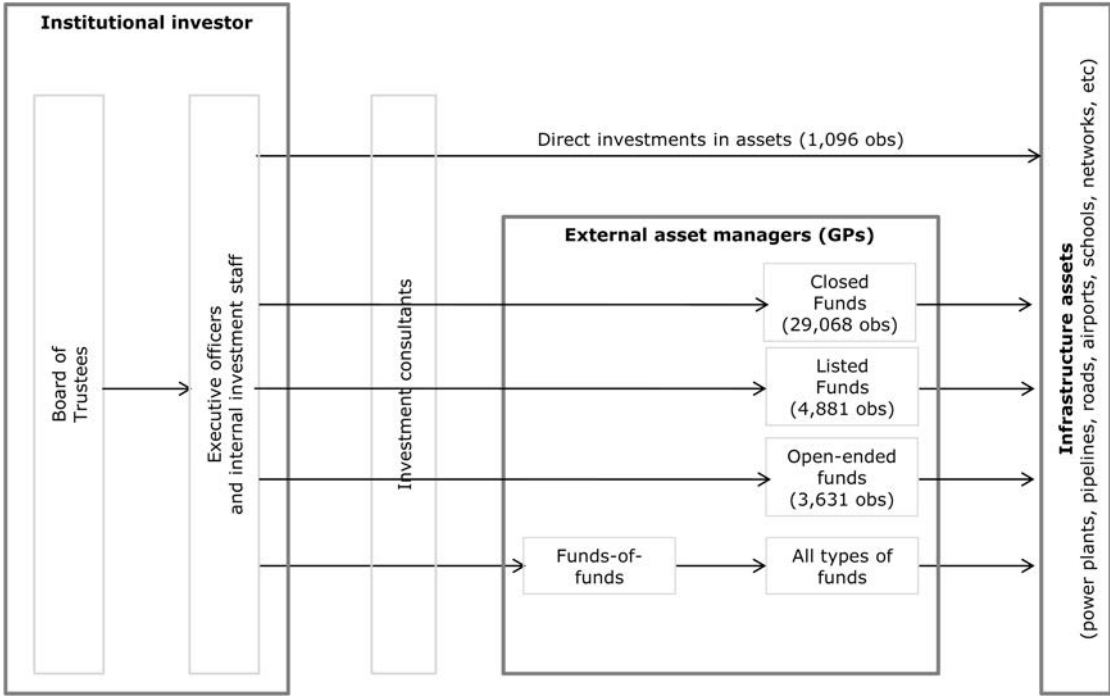 Institutional investor
Board of
Trustees
Executive officers
and internal investment staff
Investment consultants
Direct investments in assets (1,096 obs)
External asset managers (GPs)
Closed
Funds
(29,068 obs)
Listed
Funds
(4,881 obs)
Open-ended
funds
(3,631 obs)
Funds-of-
funds
All types of
funds
Infrastructure assets
(power plants, pipelines, roads, airports, schools, networks, etc)